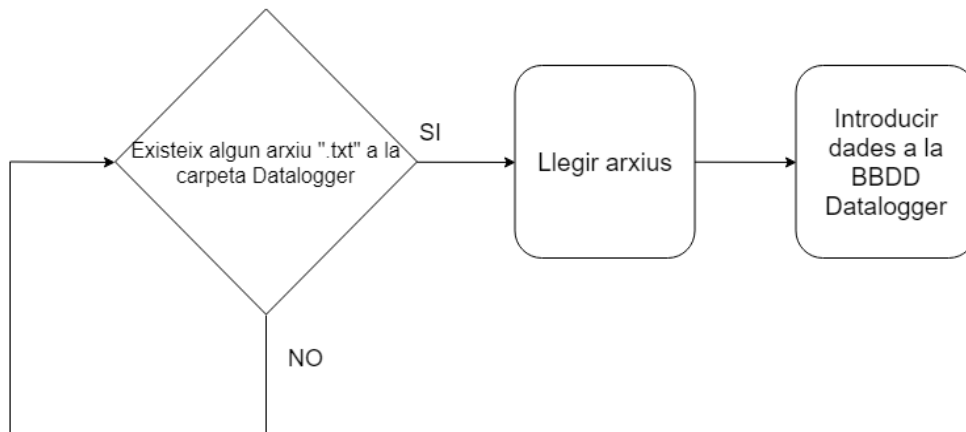 Existeix algun arxiu ".txt" a la
carpeta Datalogger
SI
Llegir arxius
Introducir
dades a la
BBDD
Datalogger
NO